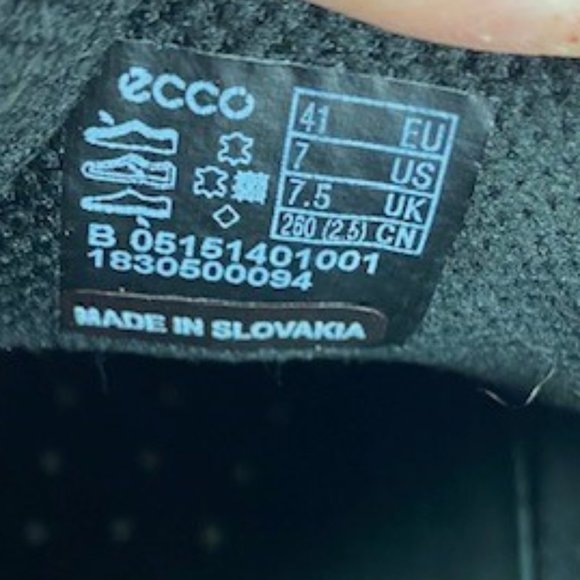 ecco
41 EU
7 US
7.5 UK
260 (2.5) CN
B 05151401001
1830500094
MADE IN SLOVAKIA